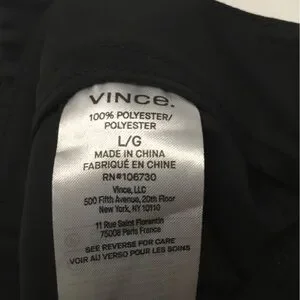 VINCE.
100% POLYESTER/
POLYESTER
L/G
MADE IN CHINA
FABRIQUÉ EN CHINE
RN#106730
Vince, LLC
500 Fifth Avenue, 20th Floor
New York, NY 10110
11 Rue Saint Florentin
75008 Paris France
SEE REVERSE FOR CARE
VOIR AU VERSO POUR LES SOINS